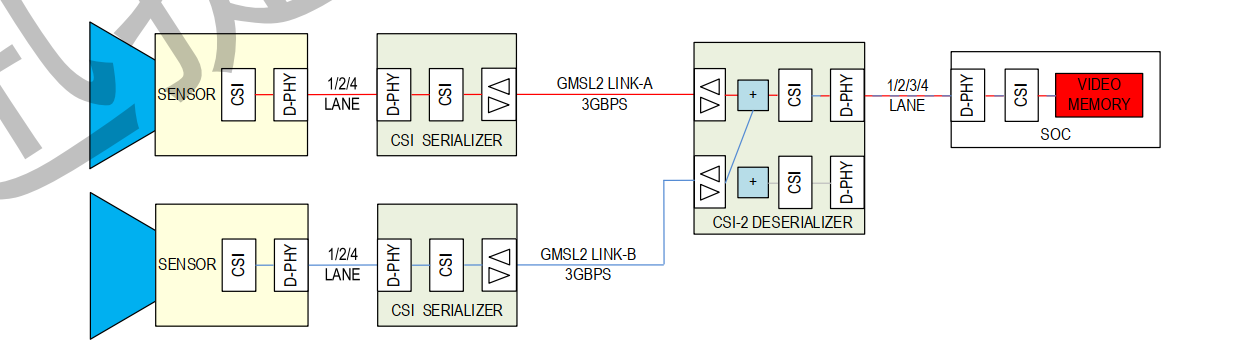 SENSOR
CSI
D-PHY
1/2/4
LANE
D-PHY
CSI
CSI SERIALIZER
GMSL2 LINK-A
3GBPS
+
CSI
D-PHY
1/2/3/4
LANE
D-PHY
CSI
VIDEO
MEMORY
SOC
+
CSI
D-PHY
CSI-2 DESERIALIZER
SENSOR
CSI
D-PHY
1/2/4
LANE
D-PHY
CSI
CSI SERIALIZER
GMSL2 LINK-B
3GBPS